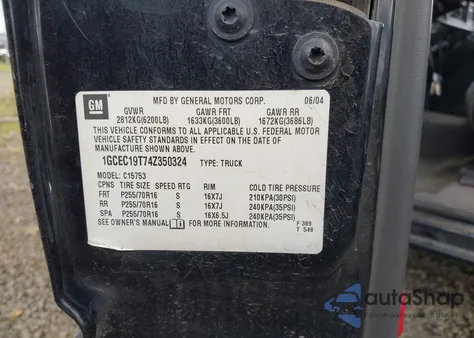 GM
MFD BY GENERAL MOTORS CORP. 06/04
GVWR GAWR FRT GAWR RR
2812KG(6200LB) 1633KG(3600LB) 1672KG(3686LB)
THIS VEHICLE CONFORMS TO ALL APPLICABLE U.S. FEDERAL MOTOR
VEHICLE SAFETY STANDARDS IN EFFECT ON THE DATE OF
MANUFACTURE SHOWN ABOVE.
1GCEC19T74Z350324 TYPE: TRUCK
MODEL: C15753
CPNS TIRE SIZE SPEED RTG RIM COLD TIRE PRESSURE
FRT P255/70R16 S 16X7J 210KPA(30PSI)
RR P255/70R16 S 16X7J 240KPA(35PSI)
SPA P255/70R16 S 16X6.5J 240KPA(35PSI)
SEE OWNER'S MANUAL i FOR MORE INFORMATION. F 389
T 548
autoSnap